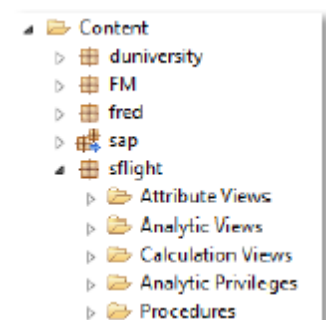 Content
duniversity
FM
fred
sap
sflight
Attribute Views
Analytic Views
Calculation Views
Analytic Privileges
Procedures